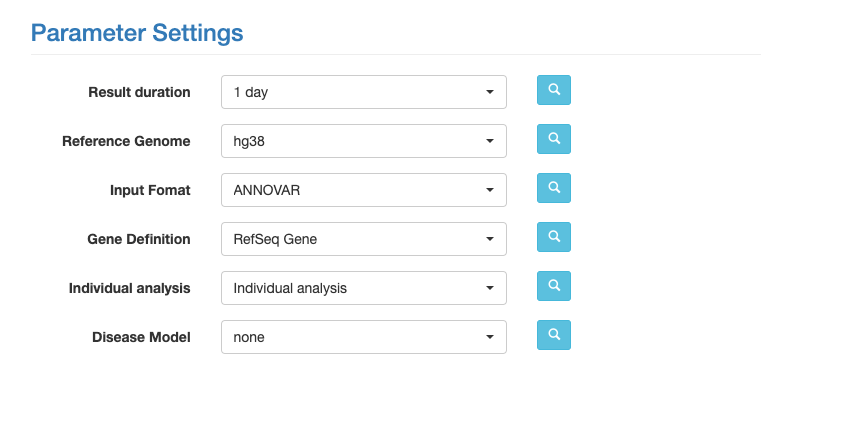 Parameter Settings
Result duration 1 day
Reference Genome hg38
Input Fomat ANNOVAR
Gene Definition RefSeq Gene
Individual analysis Individual analysis
Disease Model none